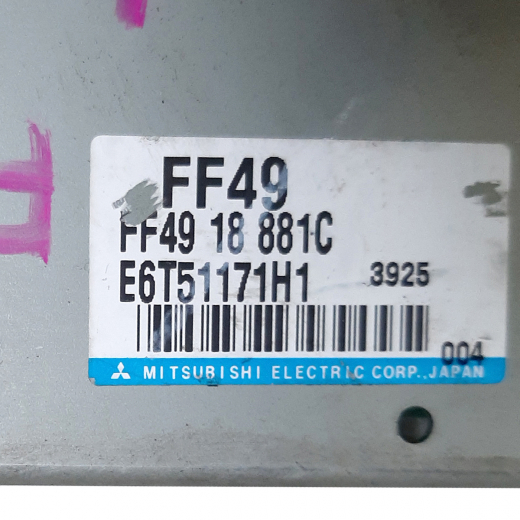 FF49
FF49 18 881C
E6T51171H1 3925
004
MITSUBISHI ELECTRIC CORP., JAPAN